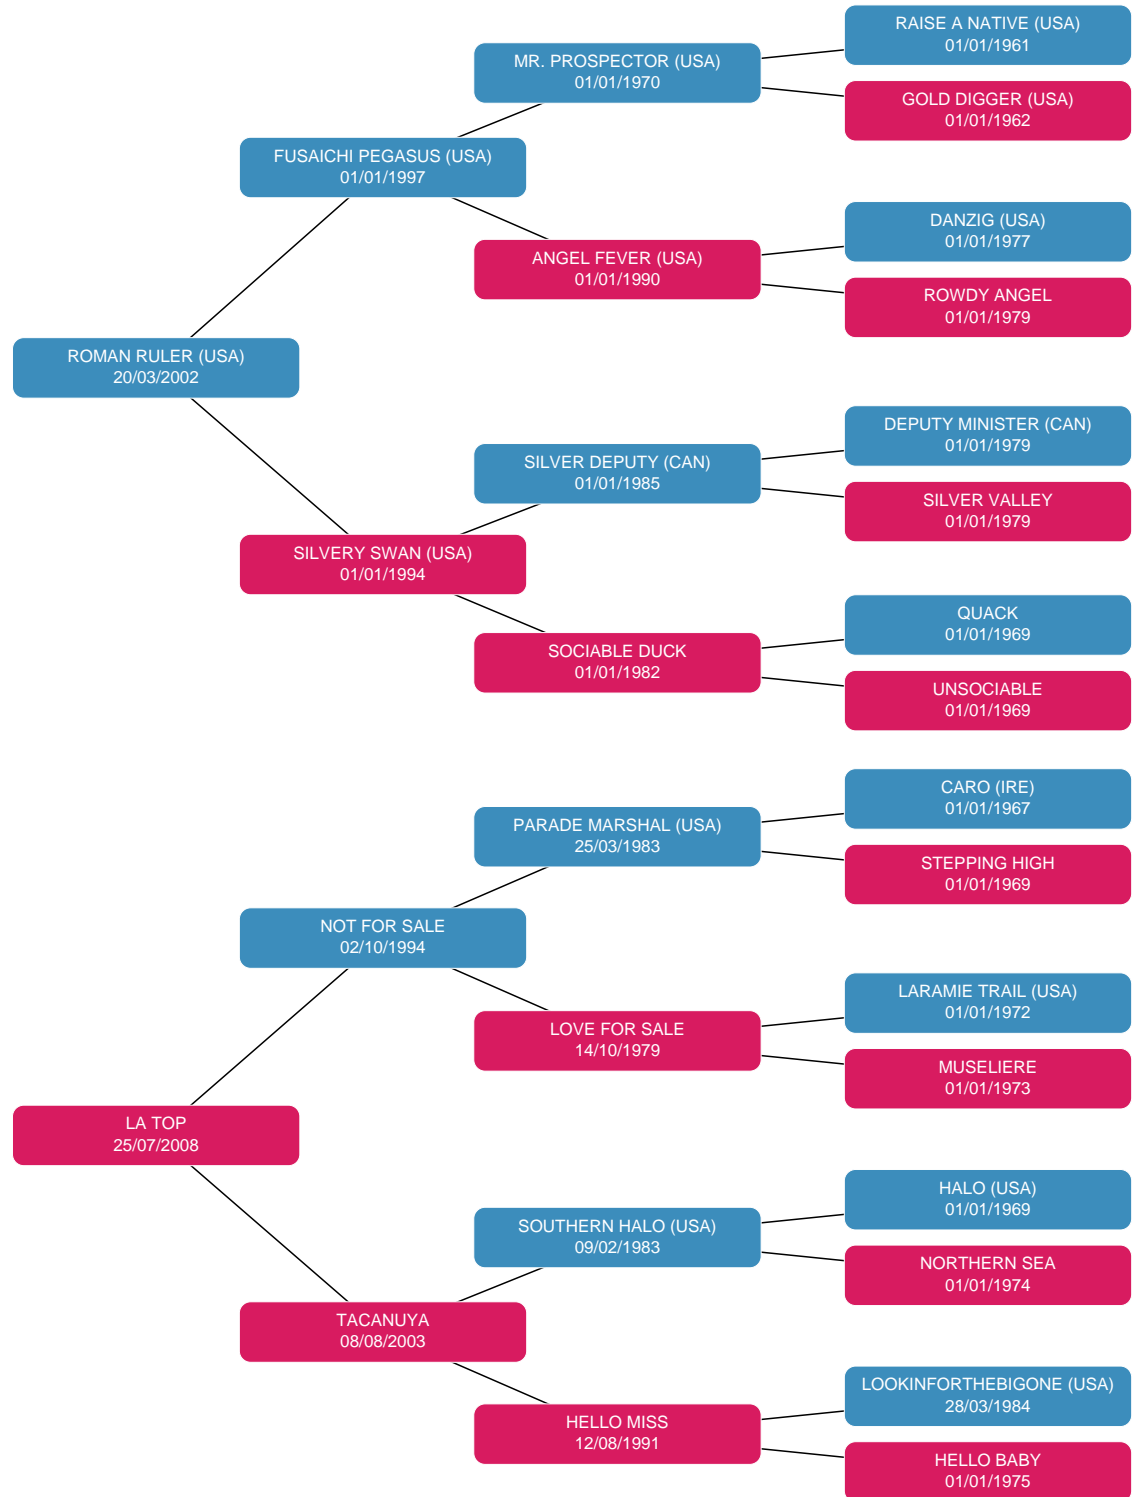 RAISE A NATIVE (USA)
01/01/1961
MR. PROSPECTOR (USA)
01/01/1970
GOLD DIGGER (USA)
01/01/1962
FUSAICHI PEGASUS (USA)
01/01/1997
DANZIG (USA)
01/01/1977
ANGEL FEVER (USA)
01/01/1990
ROWDY ANGEL
01/01/1979
ROMAN RULER (USA)
20/03/2002
DEPUTY MINISTER (CAN)
01/01/1979
SILVER DEPUTY (CAN)
01/01/1985
SILVER VALLEY
01/01/1979
SILVERY SWAN (USA)
01/01/1994
QUACK
01/01/1969
SOCIABLE DUCK
01/01/1982
UNSOCIABLE
01/01/1969
CARO (IRE)
01/01/1967
PARADE MARSHAL (USA)
25/03/1983
STEPPING HIGH
01/01/1969
NOT FOR SALE
02/10/1994
LARAMIE TRAIL (USA)
01/01/1972
LOVE FOR SALE
14/10/1979
MUSELIERE
01/01/1973
LA TOP
25/07/2008
HALO (USA)
01/01/1969
SOUTHERN HALO (USA)
09/02/1983
NORTHERN SEA
01/01/1974
TACANUYA
08/08/2003
LOOKINFORTHEBIGONE (USA)
28/03/1984
HELLO MISS
12/08/1991
HELLO BABY
01/01/1975